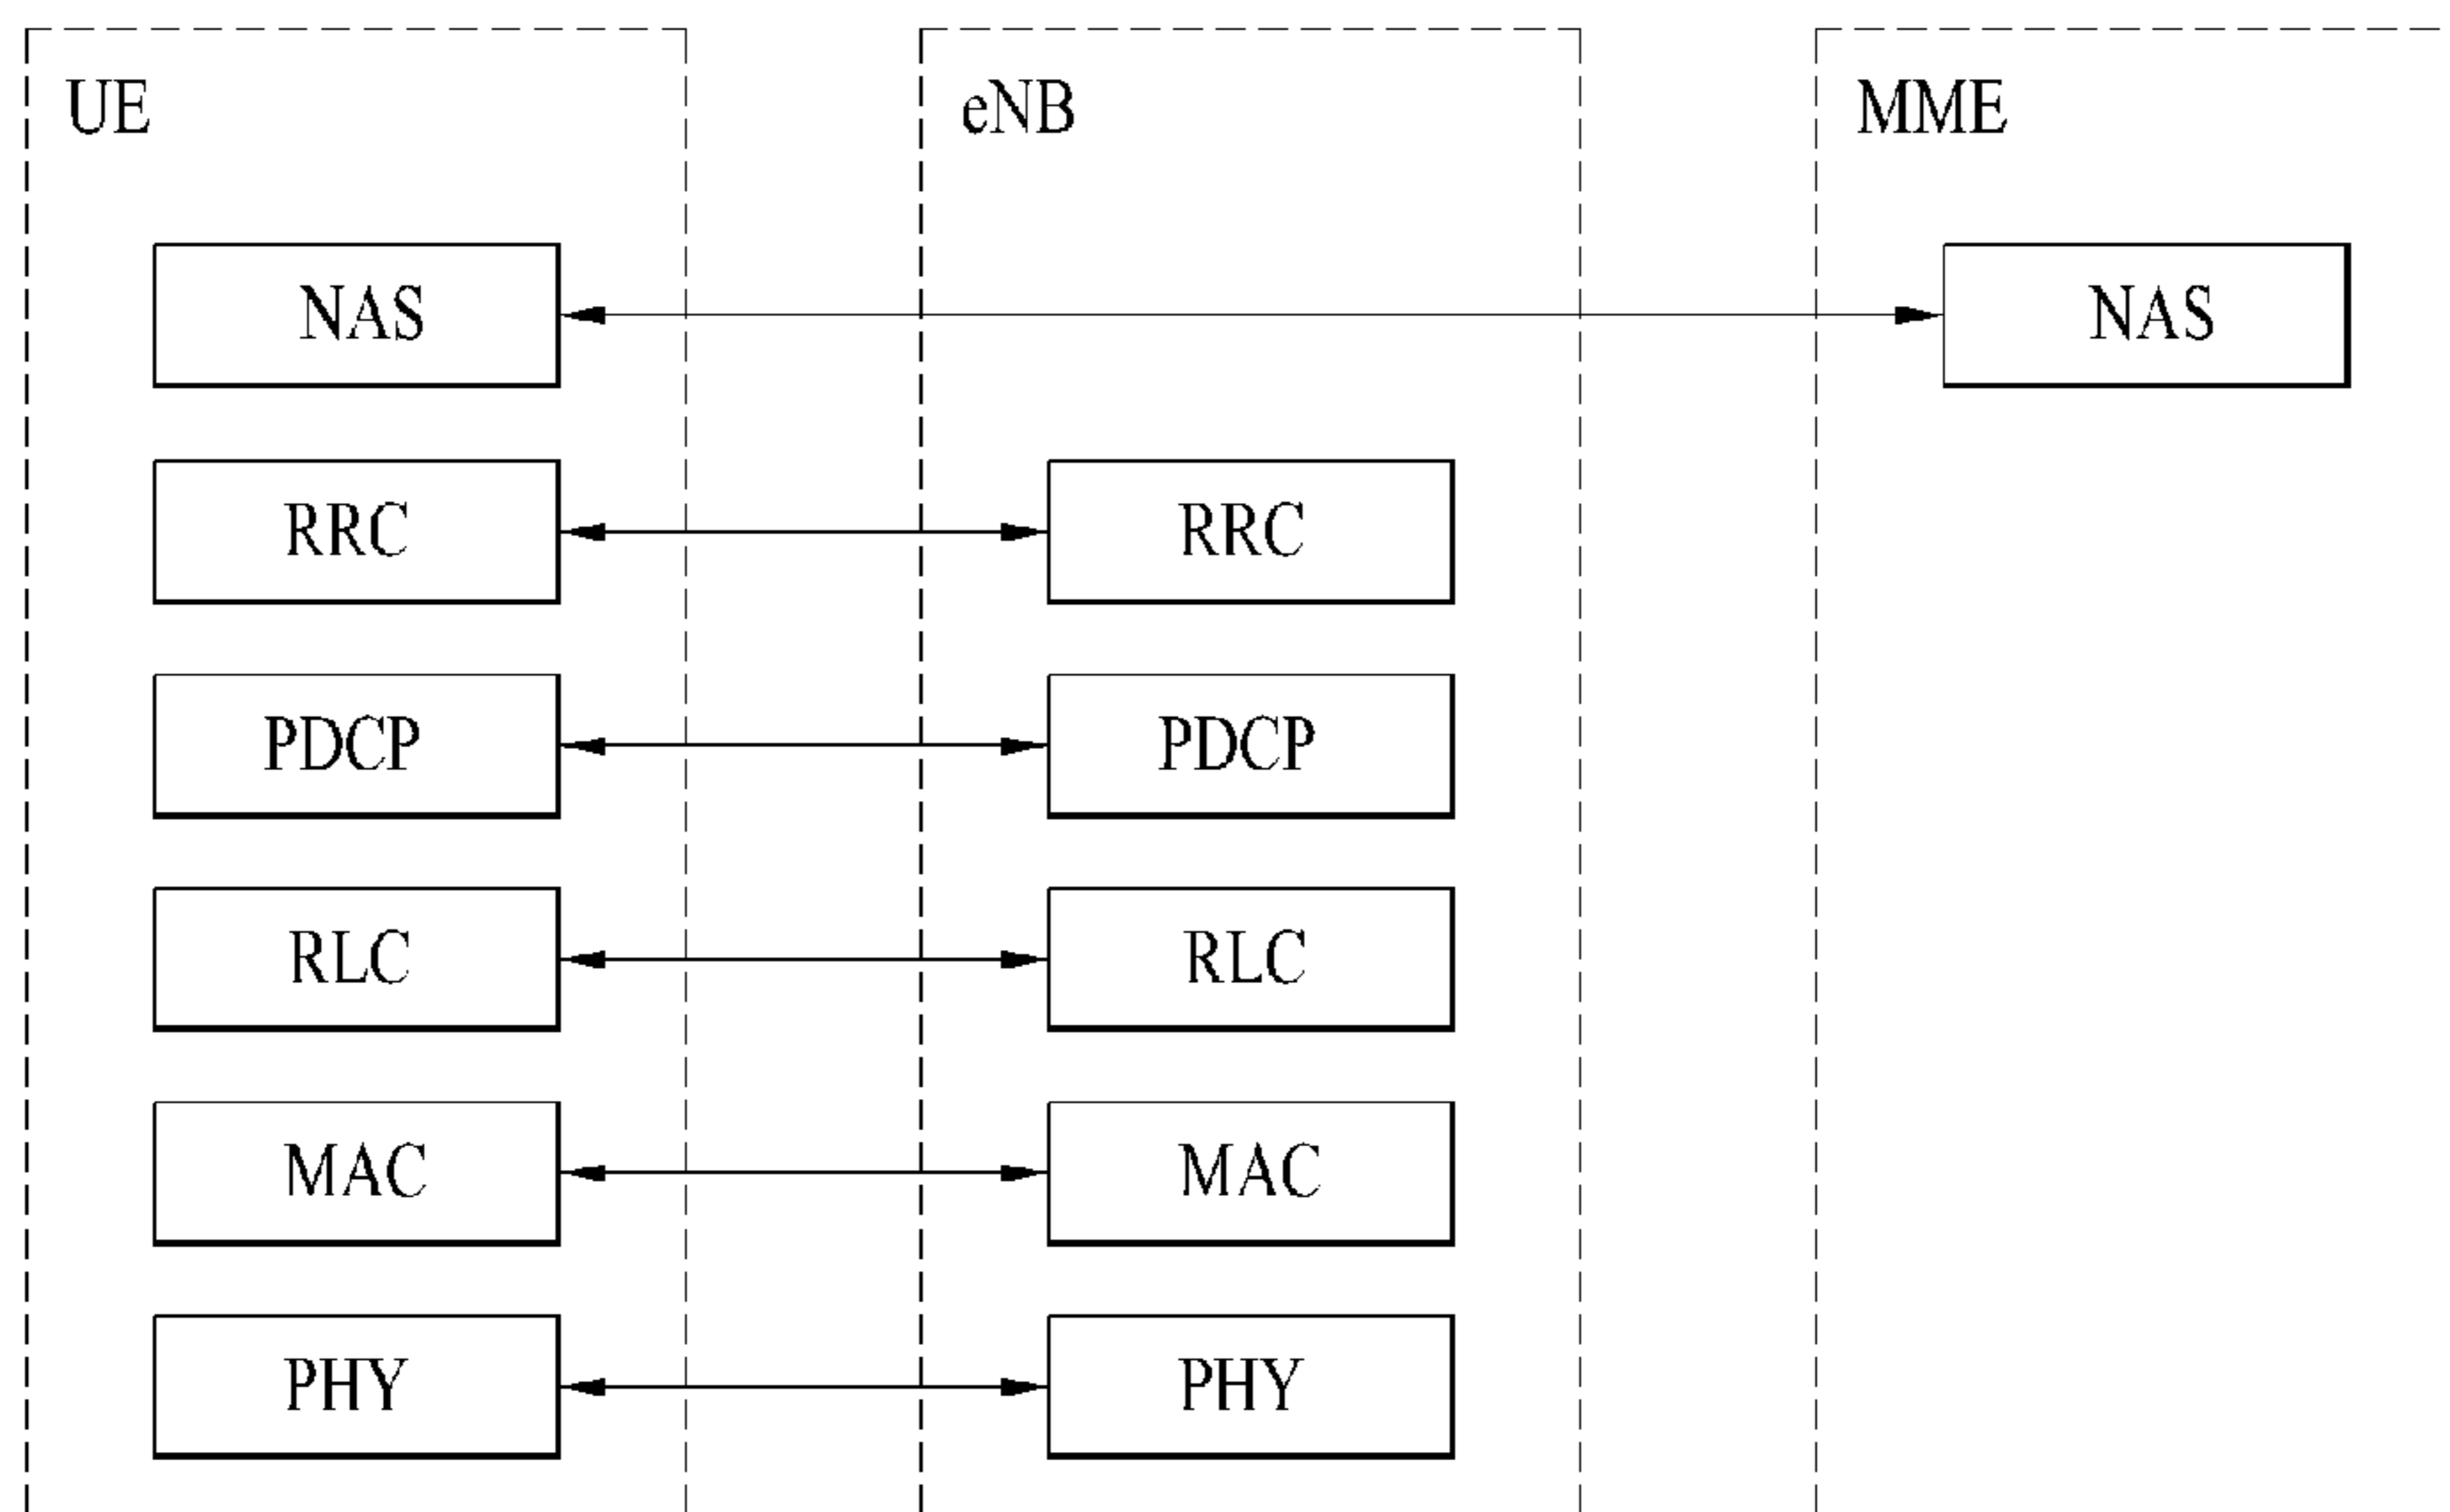 UE eNB MME
NAS NAS
RRC RRC
PDCP PDCP
RLC RLC
MAC MAC
PHY PHY